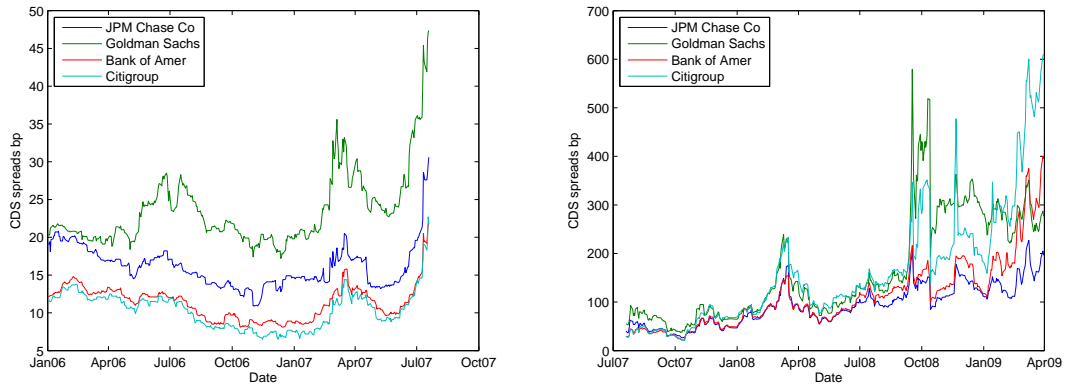 JPM Chase Co
Goldman Sachs
Bank of Amer
Citigroup
50
45
40
35
30
25
20
15
10
5
CDS spreads bp
Jan06
Apr06
Jul06
Oct06
Jan07
Apr07
Jul07
Oct07
Date
JPM Chase Co
Goldman Sachs
Bank of Amer
Citigroup
700
600
500
400
300
200
100
0
CDS spreads bp
Jul07
Oct07
Jan08
Apr08
Jul08
Oct08
Jan09
Apr09
Date